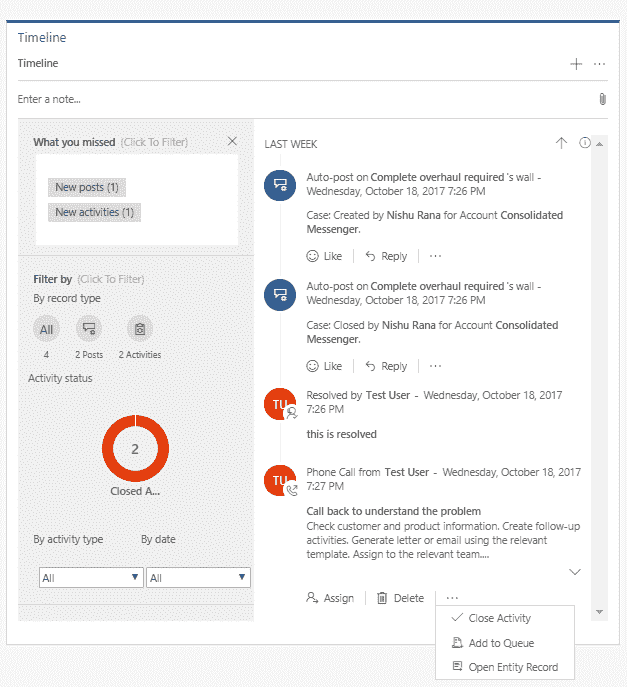 Timeline
Timeline
Enter a note...
What you missed (Click To Filter)
New posts (1)
New activities (1)
Filter by (Click To Filter)
By record type
All
4
2 Posts
2 Activities
Activity status
2
Closed A...
By activity type
By date
All
All
LAST WEEK
Auto-post on Complete overhaul required 's wall -
Wednesday, October 18, 2017 7:26 PM
Case: Created by Nishu Rana for Account Consolidated
Messenger.
Like
Reply
...
Auto-post on Complete overhaul required 's wall -
Wednesday, October 18, 2017 7:26 PM
Case: Closed by Nishu Rana for Account Consolidated
Messenger.
Like
Reply
...
TU
Resolved by Test User - Wednesday, October 18, 2017
7:26 PM
this is resolved
TU
Phone Call from Test User - Wednesday, October 18, 2017
7:27 PM
Call back to understand the problem
Check customer and product information. Create follow-up
activities. Generate letter or email using the relevant
template. Assign to the relevant team....
Assign
Delete
...
Close Activity
Add to Queue
Open Entity Record